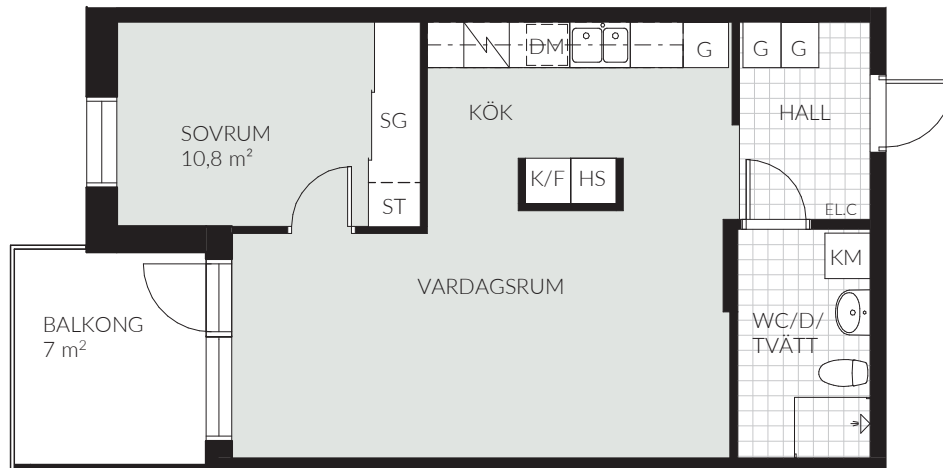 DM
G
G
G
KÖK
HALL
SG
SOVRUM
10,8 m²
K/F
HS
ST
EL.C
KM
VARDAGSRUM
BALKONG
7 m²
WC/D/
TVÄTT